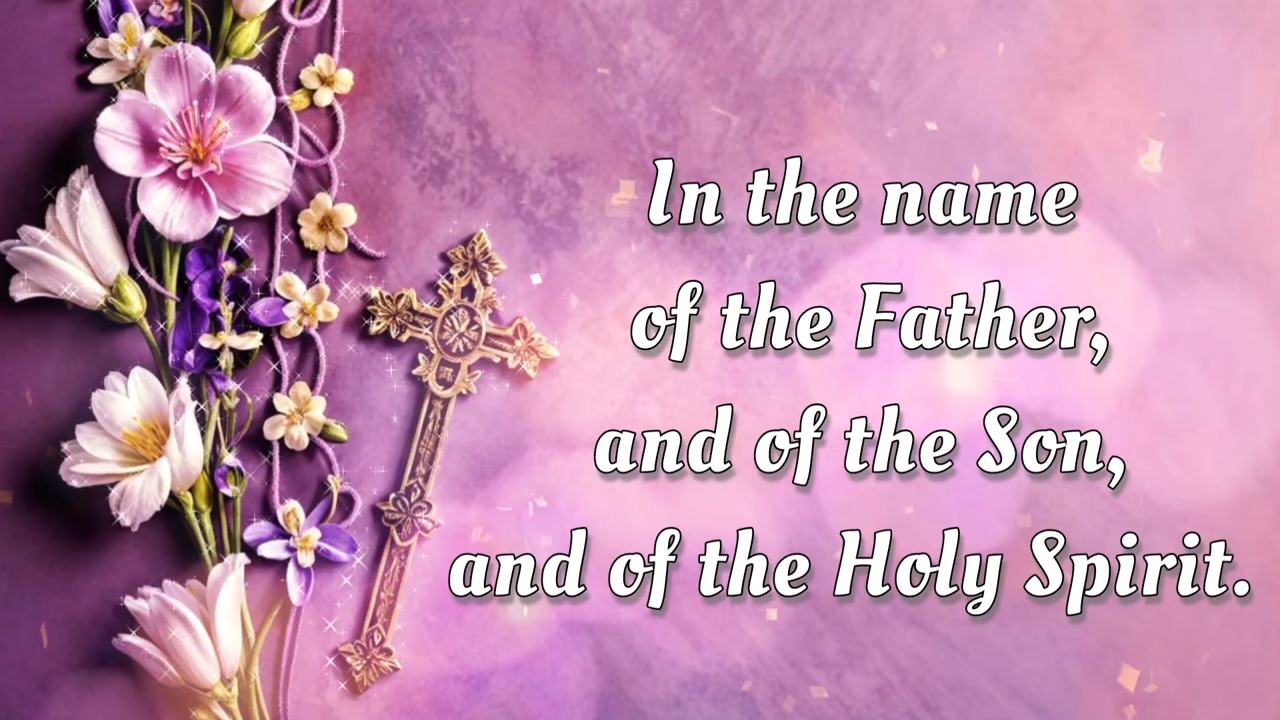 In the name
of the Father,
and of the Son,
and of the Holy Spirit.